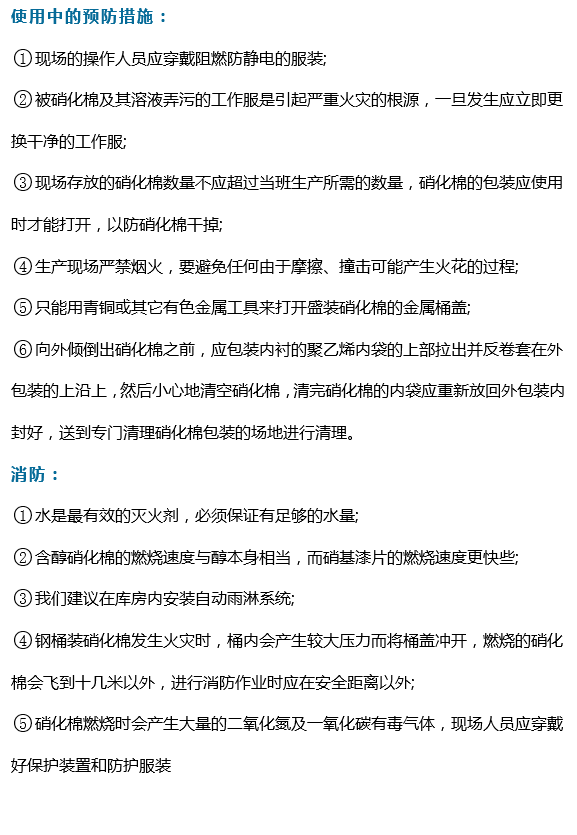 使用中的预防措施：
①现场的操作人员应穿戴阻燃防静电的服装;
②被硝化棉及其溶液弄污的工作服是引起严重火灾的根源，一旦发生应立即更
换干净的工作服;
③现场存放的硝化棉数量不应超过当班生产所需的数量，硝化棉的包装应使用
时才能打开，以防硝化棉干掉;
④生产现场严禁烟火，要避免任何由于摩擦、撞击可能产生火花的过程;
⑤只能用青铜或其它有色金属工具来打开盛装硝化棉的金属桶盖;
⑥向外倾倒出硝化棉之前，应包装内衬的聚乙烯内袋的上部拉出并反卷套在外
包装的上沿上，然后小心地清空硝化棉，清完硝化棉的内袋应重新放回外包装内
封好，送到专门清理硝化棉包装的场地进行清理。
消防：
①水是最有效的灭火剂，必须保证有足够的水量;
②含醇硝化棉的燃烧速度与醇本身相当，而硝基漆片的燃烧速度更快些;
③我们建议在库房内安装自动雨淋系统;
④钢桶装硝化棉发生火灾时，桶内会产生较大压力而将桶盖冲开，燃烧的硝化
棉会飞到十几米以外，进行消防作业时应在安全距离以外;
⑤硝化棉燃烧时会产生大量的二氧化氮及一氧化碳有毒气体，现场人员应穿戴
好保护装置和防护服装